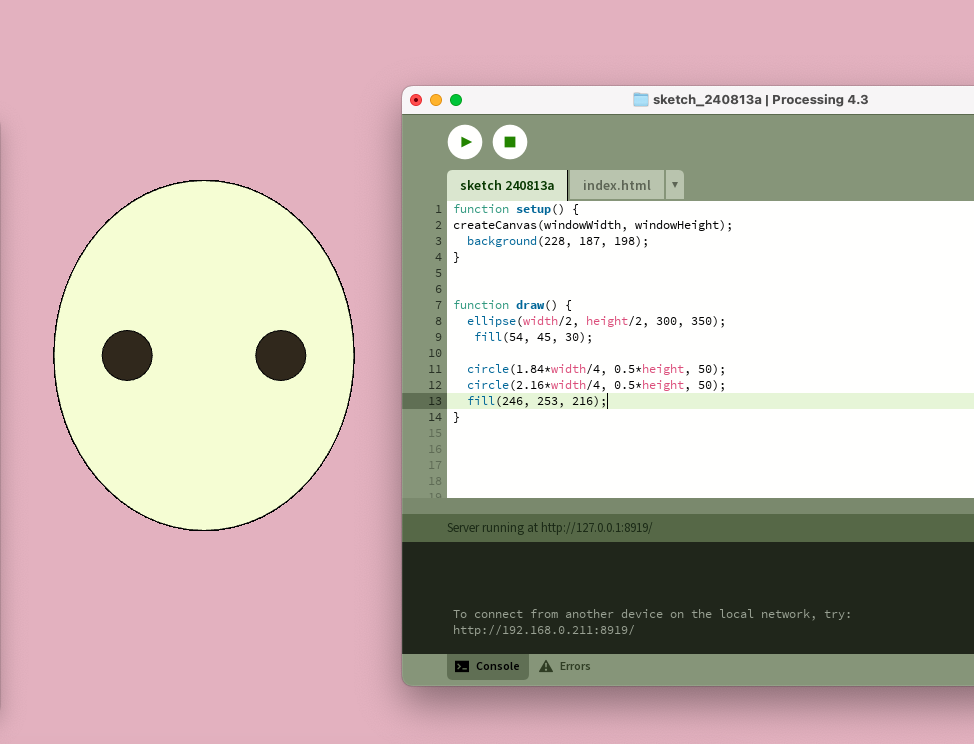 sketch_240813a | Processing 4.3
sketch 240813a index.html
1 function setup() {
2 createCanvas(windowWidth, windowHeight);
3   background(228, 187, 198);
4 }
5
6
7 function draw() {
8   ellipse(width/2, height/2, 300, 350);
9    fill(54, 45, 30);
10
11   circle(1.84*width/4, 0.5*height, 50);
12   circle(2.16*width/4, 0.5*height, 50);
13   fill(246, 253, 216);
14 }
15
16
17
18
19
Server running at http://127.0.0.1:8919/
To connect from another device on the local network, try:
http://192.168.0.211:8919/
Console Errors